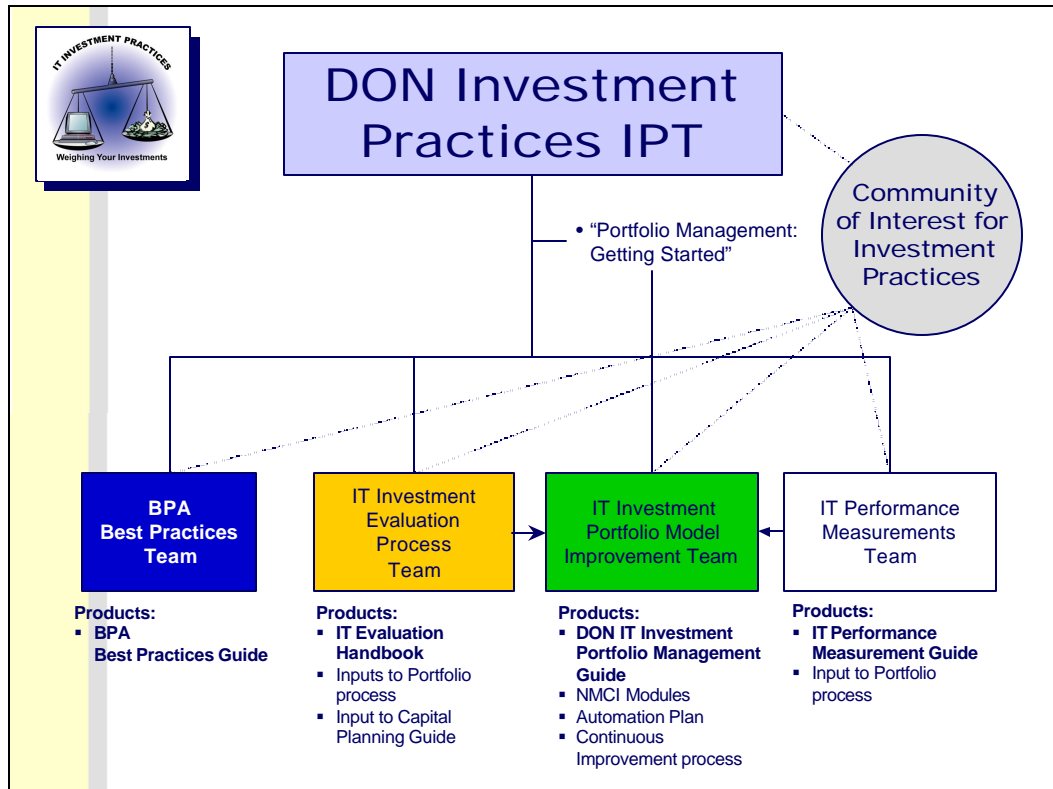 IT INVESTMENT PRACTICES
Weighing Your Investments
DON Investment
Practices IPT
Community
of Interest for
Investment
Practices
• “Portfolio Management:
Getting Started”
BPA
Best Practices
Team
IT Investment
Evaluation
Process
Team
IT Investment
Portfolio Model
Improvement Team
IT Performance
Measurements
Team
Products:
▪ BPA
Best Practices Guide
Products:
▪ IT Evaluation
Handbook
▪ Inputs to Portfolio
process
▪ Input to Capital
Planning Guide
Products:
▪ DON IT Investment
Portfolio Management
Guide
▪ NMCI Modules
▪ Automation Plan
▪ Continuous
Improvement process
Products:
▪ IT Performance
Measurement Guide
▪ Input to Portfolio
process